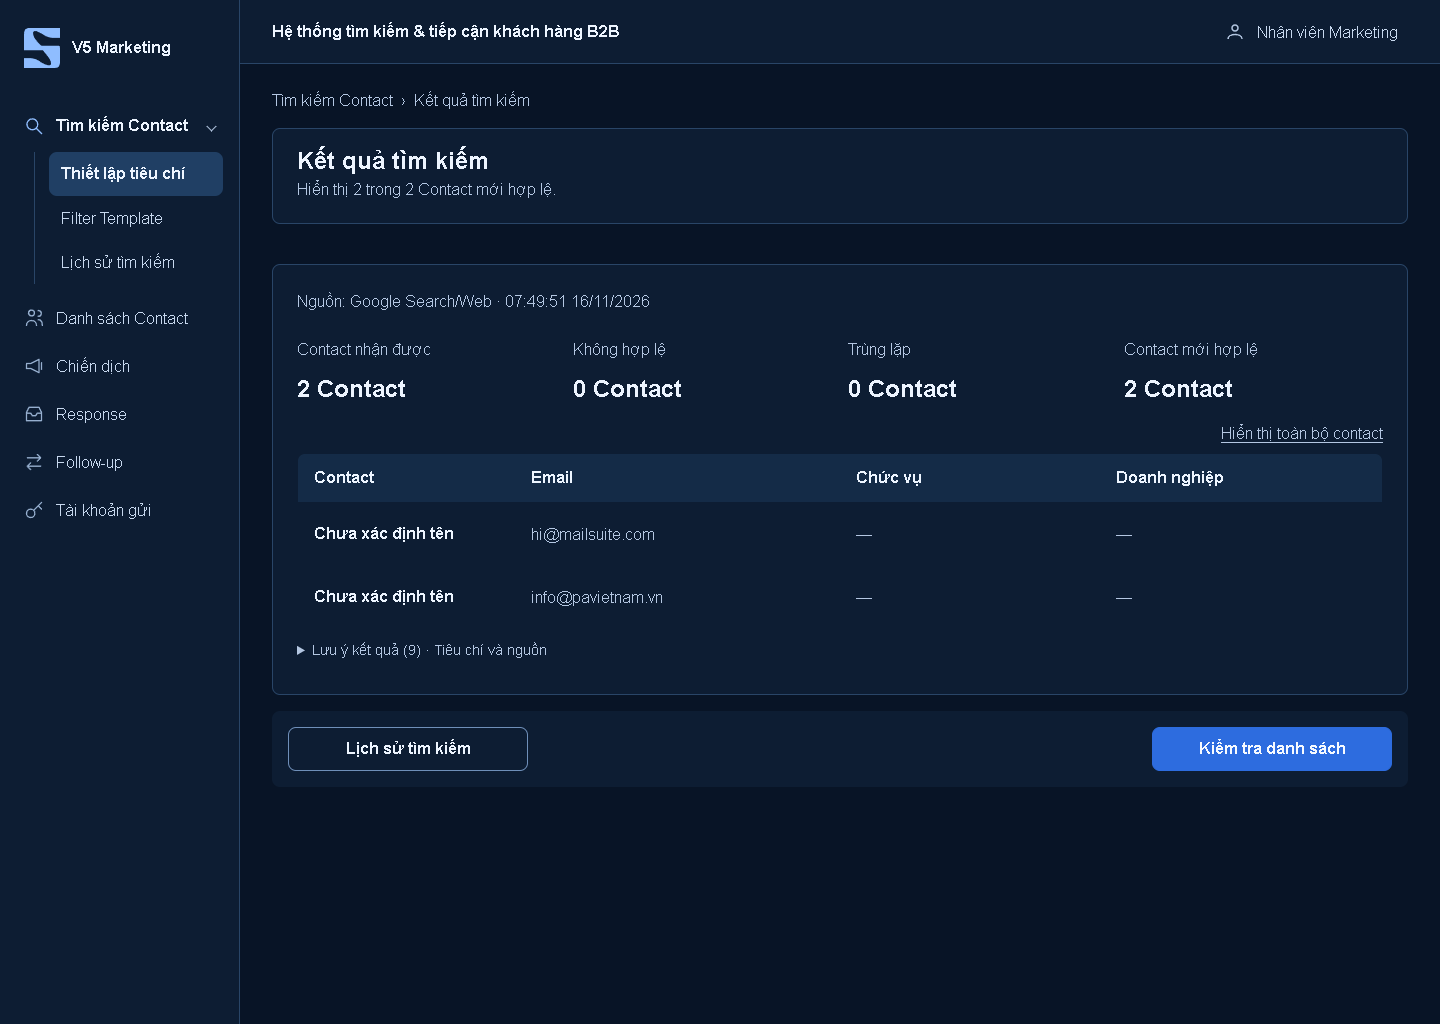 V5 Marketing
Hệ thống tìm kiếm & tiếp cận khách hàng B2B
Nhân viên Marketing
Tìm kiếm Contact
Thiết lập tiêu chí
Filter Template
Lịch sử tìm kiếm
Danh sách Contact
Chiến dịch
Response
Follow-up
Tài khoản gửi
Tìm kiếm Contact › Kết quả tìm kiếm
Kết quả tìm kiếm
Hiển thị 2 trong 2 Contact mới hợp lệ.
Nguồn: Google Search/Web · 07:49:51 16/11/2026
Contact nhận được Không hợp lệ Trùng lặp Contact mới hợp lệ
2 Contact 0 Contact 0 Contact 2 Contact
Hiển thị toàn bộ contact
Contact Email Chức vụ Doanh nghiệp
Chưa xác định tên hi@mailsuite.com — —
Chưa xác định tên info@pavietnam.vn — —
Lưu ý kết quả (9) · Tiêu chí và nguồn
Lịch sử tìm kiếm Kiểm tra danh sách